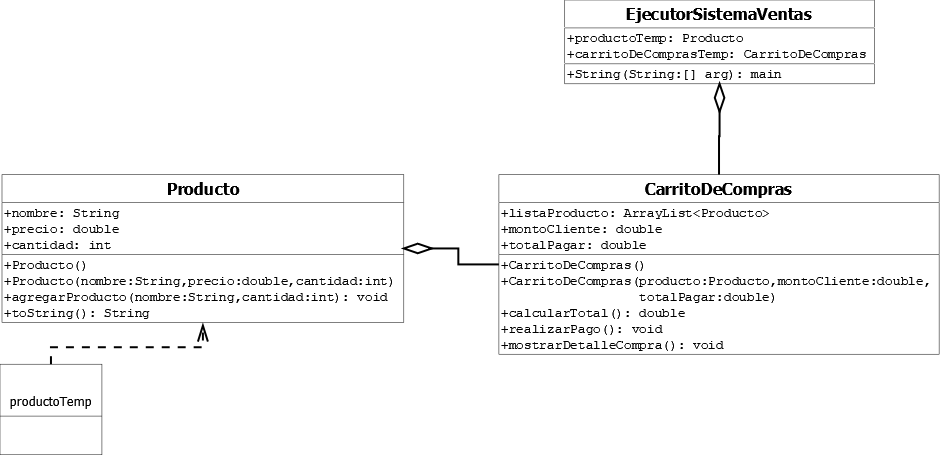 EjecutorSistemaVentas
+productoTemp: Producto
+carritoDeComprasTemp: CarritoDeCompras
+String(String:[] arg): main
Producto
+nombre: String
+precio: double
+cantidad: int
+Producto()
+Producto(nombre:String,precio:double,cantidad:int)
+agregarProducto(nombre:String,cantidad:int): void
+toString(): String
CarritoDeCompras
+listaProducto: ArrayList<Producto>
+montoCliente: double
+totalPagar: double
+CarritoDeCompras()
+CarritoDeCompras(producto:Producto,montoCliente:double,
totalPagar:double)
+calcularTotal(): double
+realizarPago(): void
+mostrarDetalleCompra(): void
productoTemp